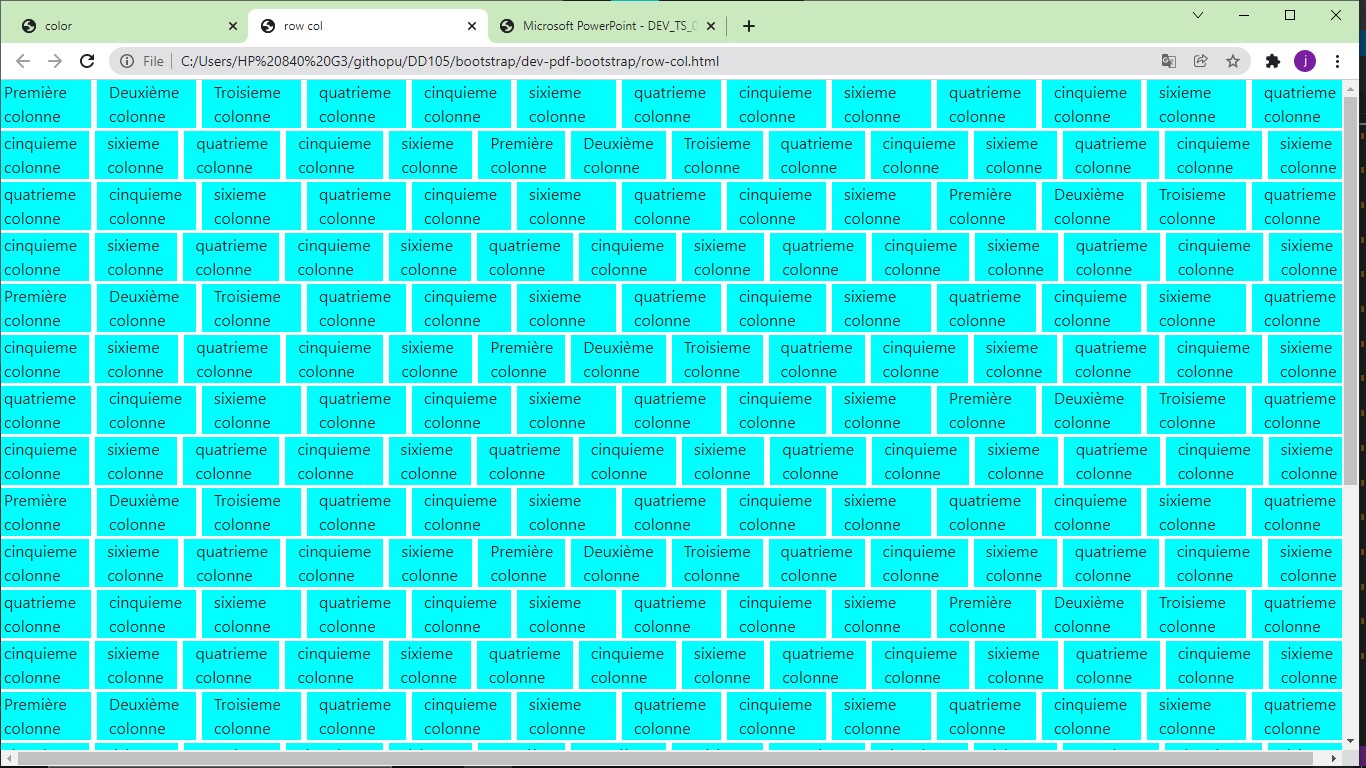 color
row col
Microsoft PowerPoint - DEV_TS_
File
C:/Users/HP%20840%20G3/githopu/DD105/bootstrap/dev-pdf-bootstrap/row-col.html
j
Première Deuxième Troisieme quatrieme cinquieme sixieme quatrieme cinquieme sixieme quatrieme cinquieme sixieme quatrieme
colonne colonne colonne colonne colonne colonne colonne colonne colonne colonne colonne colonne colonne
cinquieme sixieme quatrieme cinquieme sixieme Première Deuxième Troisieme quatrieme cinquieme sixieme quatrieme cinquieme sixieme
colonne colonne colonne colonne colonne colonne colonne colonne colonne colonne colonne colonne colonne colonne
quatrieme cinquieme sixieme quatrieme cinquieme sixieme quatrieme cinquieme sixieme Première Deuxième Troisieme quatrieme
colonne colonne colonne colonne colonne colonne colonne colonne colonne colonne colonne colonne colonne
cinquieme sixieme quatrieme cinquieme sixieme quatrieme cinquieme sixieme quatrieme cinquieme sixieme quatrieme cinquieme sixieme
colonne colonne colonne colonne colonne colonne colonne colonne colonne colonne colonne colonne colonne colonne
Première Deuxième Troisieme quatrieme cinquieme sixieme quatrieme cinquieme sixieme quatrieme cinquieme sixieme quatrieme
colonne colonne colonne colonne colonne colonne colonne colonne colonne colonne colonne colonne colonne
cinquieme sixieme quatrieme cinquieme sixieme Première Deuxième Troisieme quatrieme cinquieme sixieme quatrieme cinquieme sixieme
colonne colonne colonne colonne colonne colonne colonne colonne colonne colonne colonne colonne colonne colonne
quatrieme cinquieme sixieme quatrieme cinquieme sixieme quatrieme cinquieme sixieme Première Deuxième Troisieme quatrieme
colonne colonne colonne colonne colonne colonne colonne colonne colonne colonne colonne colonne colonne
cinquieme sixieme quatrieme cinquieme sixieme quatrieme cinquieme sixieme quatrieme cinquieme sixieme quatrieme cinquieme sixieme
colonne colonne colonne colonne colonne colonne colonne colonne colonne colonne colonne colonne colonne colonne
Première Deuxième Troisieme quatrieme cinquieme sixieme quatrieme cinquieme sixieme quatrieme cinquieme sixieme quatrieme
colonne colonne colonne colonne colonne colonne colonne colonne colonne colonne colonne colonne colonne
cinquieme sixieme quatrieme cinquieme sixieme Première Deuxième Troisieme quatrieme cinquieme sixieme quatrieme cinquieme sixieme
colonne colonne colonne colonne colonne colonne colonne colonne colonne colonne colonne colonne colonne colonne
quatrieme cinquieme sixieme quatrieme cinquieme sixieme quatrieme cinquieme sixieme Première Deuxième Troisieme quatrieme
colonne colonne colonne colonne colonne colonne colonne colonne colonne colonne colonne colonne colonne
cinquieme sixieme quatrieme cinquieme sixieme quatrieme cinquieme sixieme quatrieme cinquieme sixieme quatrieme cinquieme sixieme
colonne colonne colonne colonne colonne colonne colonne colonne colonne colonne colonne colonne colonne colonne
Première Deuxième Troisieme quatrieme cinquieme sixieme quatrieme cinquieme sixieme quatrieme cinquieme sixieme quatrieme
colonne colonne colonne colonne colonne colonne colonne colonne colonne colonne colonne colonne colonne